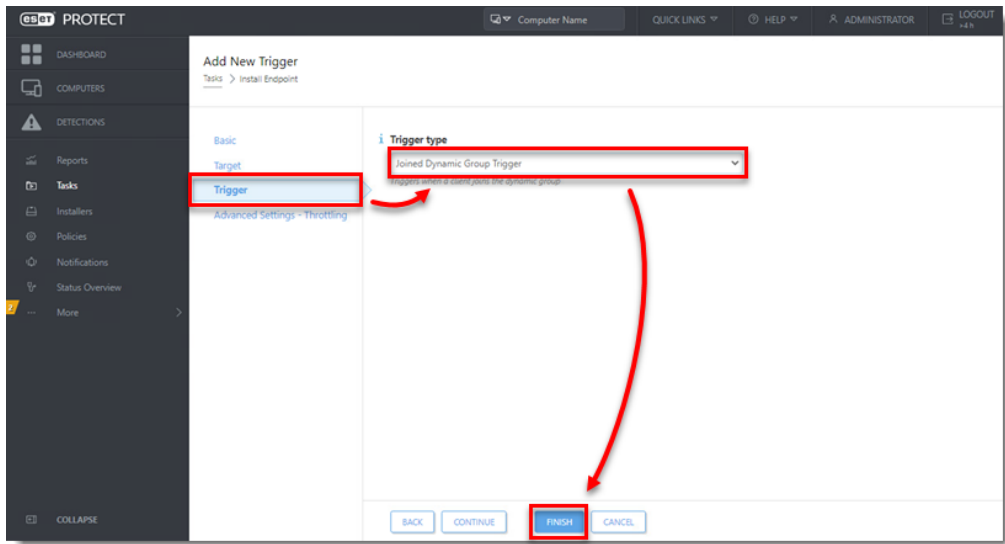 eset PROTECT
Computer Name
QUICK LINKS
HELP
ADMINISTRATOR
LOGOUT
>4 h
DASHBOARD
COMPUTERS
DETECTIONS
Reports
Tasks
Installers
Policies
Notifications
Status Overview
More
COLLAPSE
Add New Trigger
Tasks > Install Endpoint
Basic
Target
Trigger
Advanced Settings - Throttling
Trigger type
Joined Dynamic Group Trigger
Triggers when a client joins the dynamic group
BACK
CONTINUE
FINISH
CANCEL